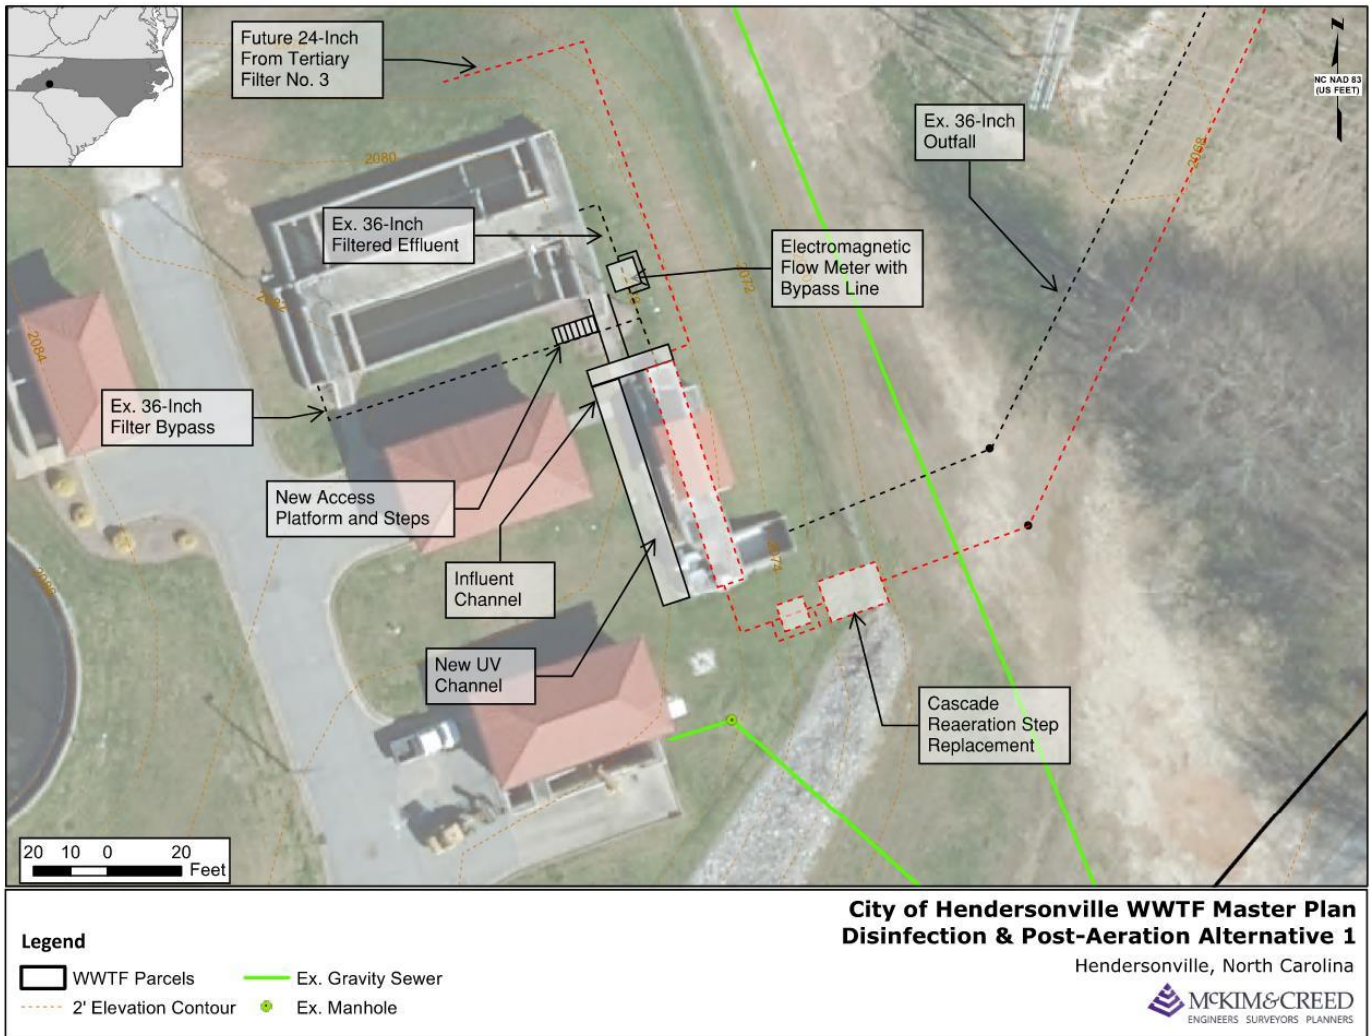 Future 24-Inch
From Tertiary
Filter No. 3
NC NAD 83
(US FEET)
Ex. 36-Inch
Outfall
2068
2080
Ex. 36-Inch
Filtered Effluent
Electromagnetic
Flow Meter with
Bypass Line
2072
2082
2084
Ex. 36-Inch
Filter Bypass
New Access
Platform and Steps
2074
Influent
Channel
New UV
Channel
Cascade
Reaeration Step
Replacement
20 10 0 20
Feet
City of Hendersonville WWTF Master Plan
Disinfection & Post-Aeration Alternative 1
Hendersonville, North Carolina
Legend
WWTF Parcels
Ex. Gravity Sewer
2' Elevation Contour
Ex. Manhole
McKIM&CREED
ENGINEERS SURVEYORS PLANNERS